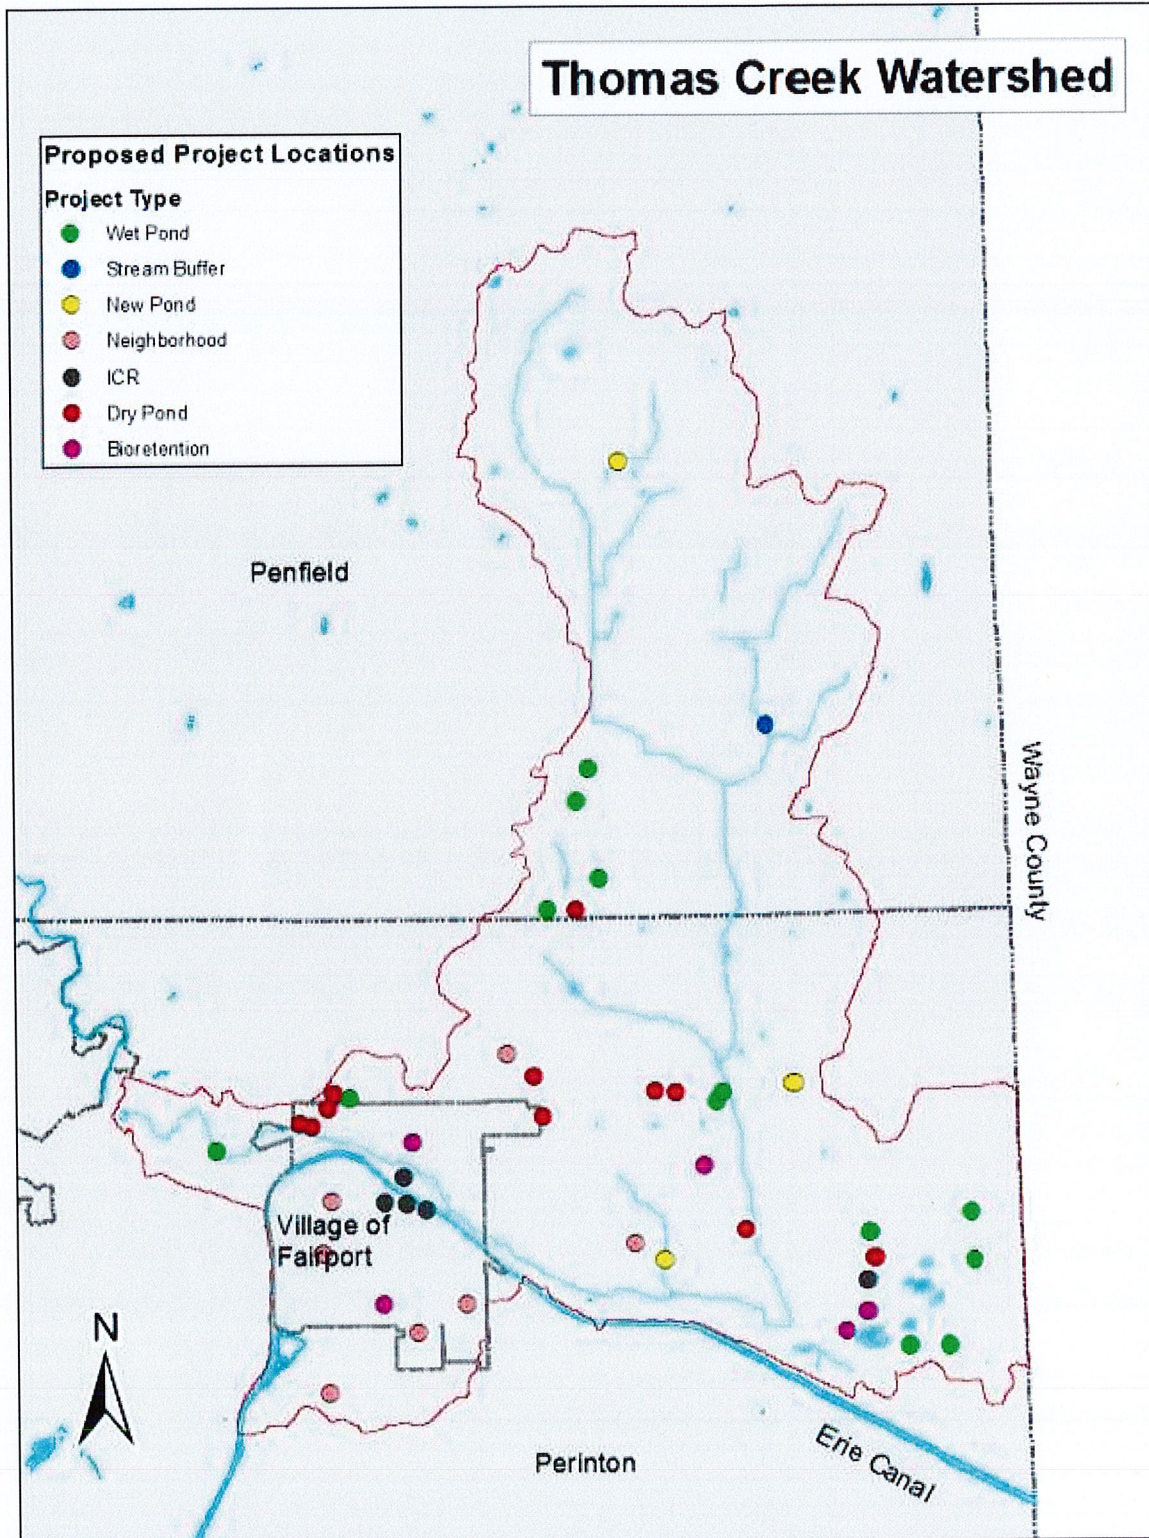 Thomas Creek Watershed
Proposed Project Locations
Project Type
Wet Pond
Stream Buffer
New Pond
Neighborhood
ICR
Dry Pond
Bioretention
Penfield
Wayne County
Village of
Fairport
N
Erie Canal
Perinton